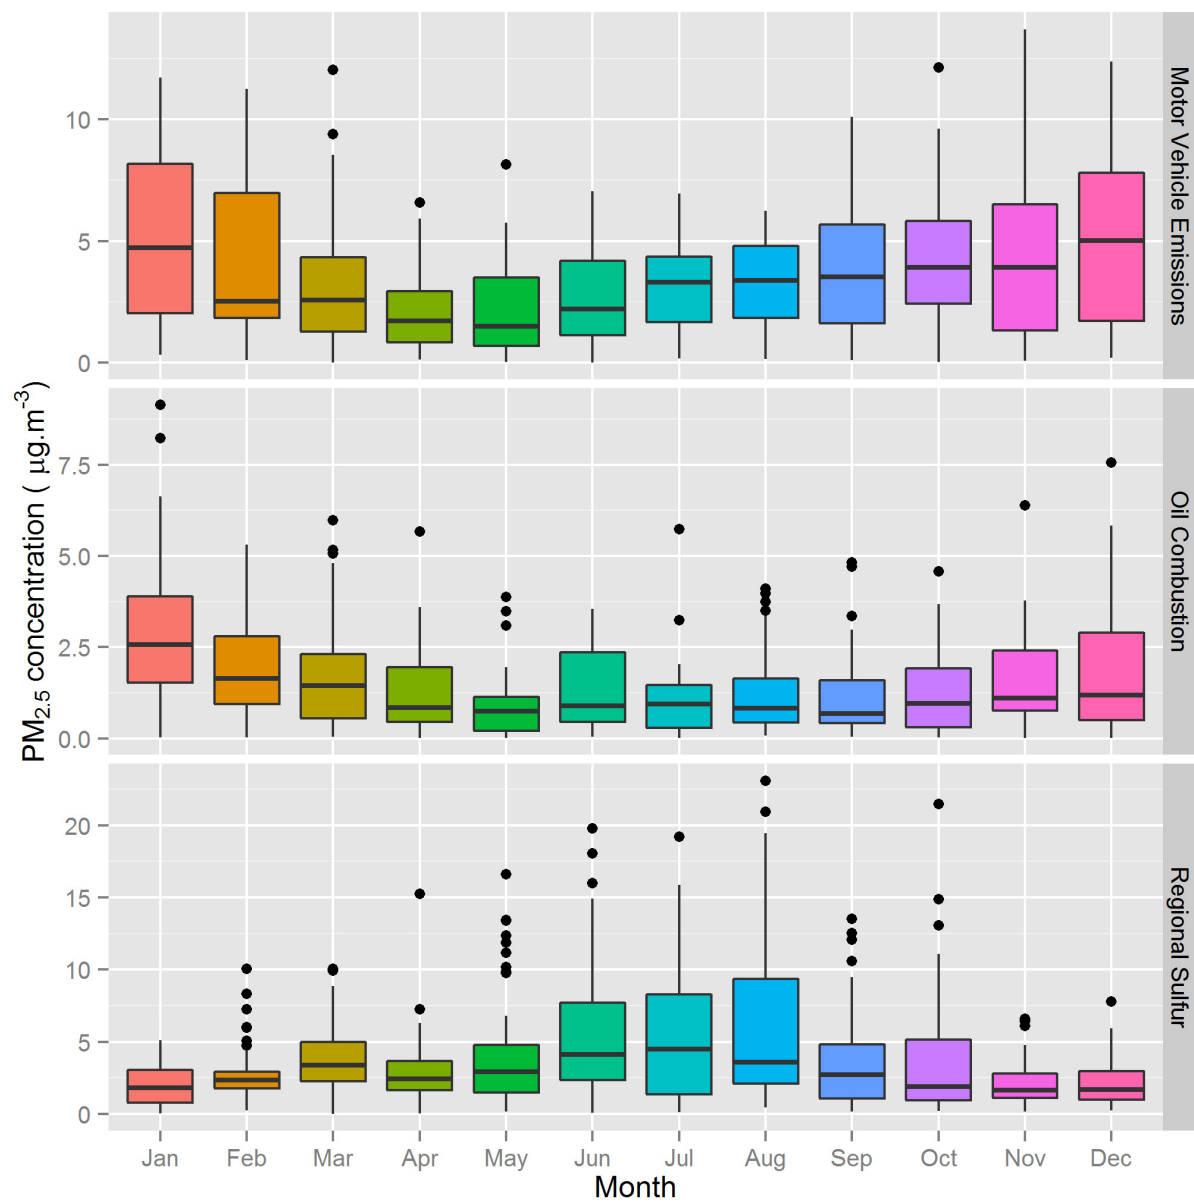 PM2.5 concentration ( µg.m-3)
10
5
0
Motor Vehicle Emissions
7.5
5.0
2.5
0.0
Oil Combustion
20
15
10
5
0
Regional Sulfur
Jan Feb Mar Apr May Jun Jul Aug Sep Oct Nov Dec
Month